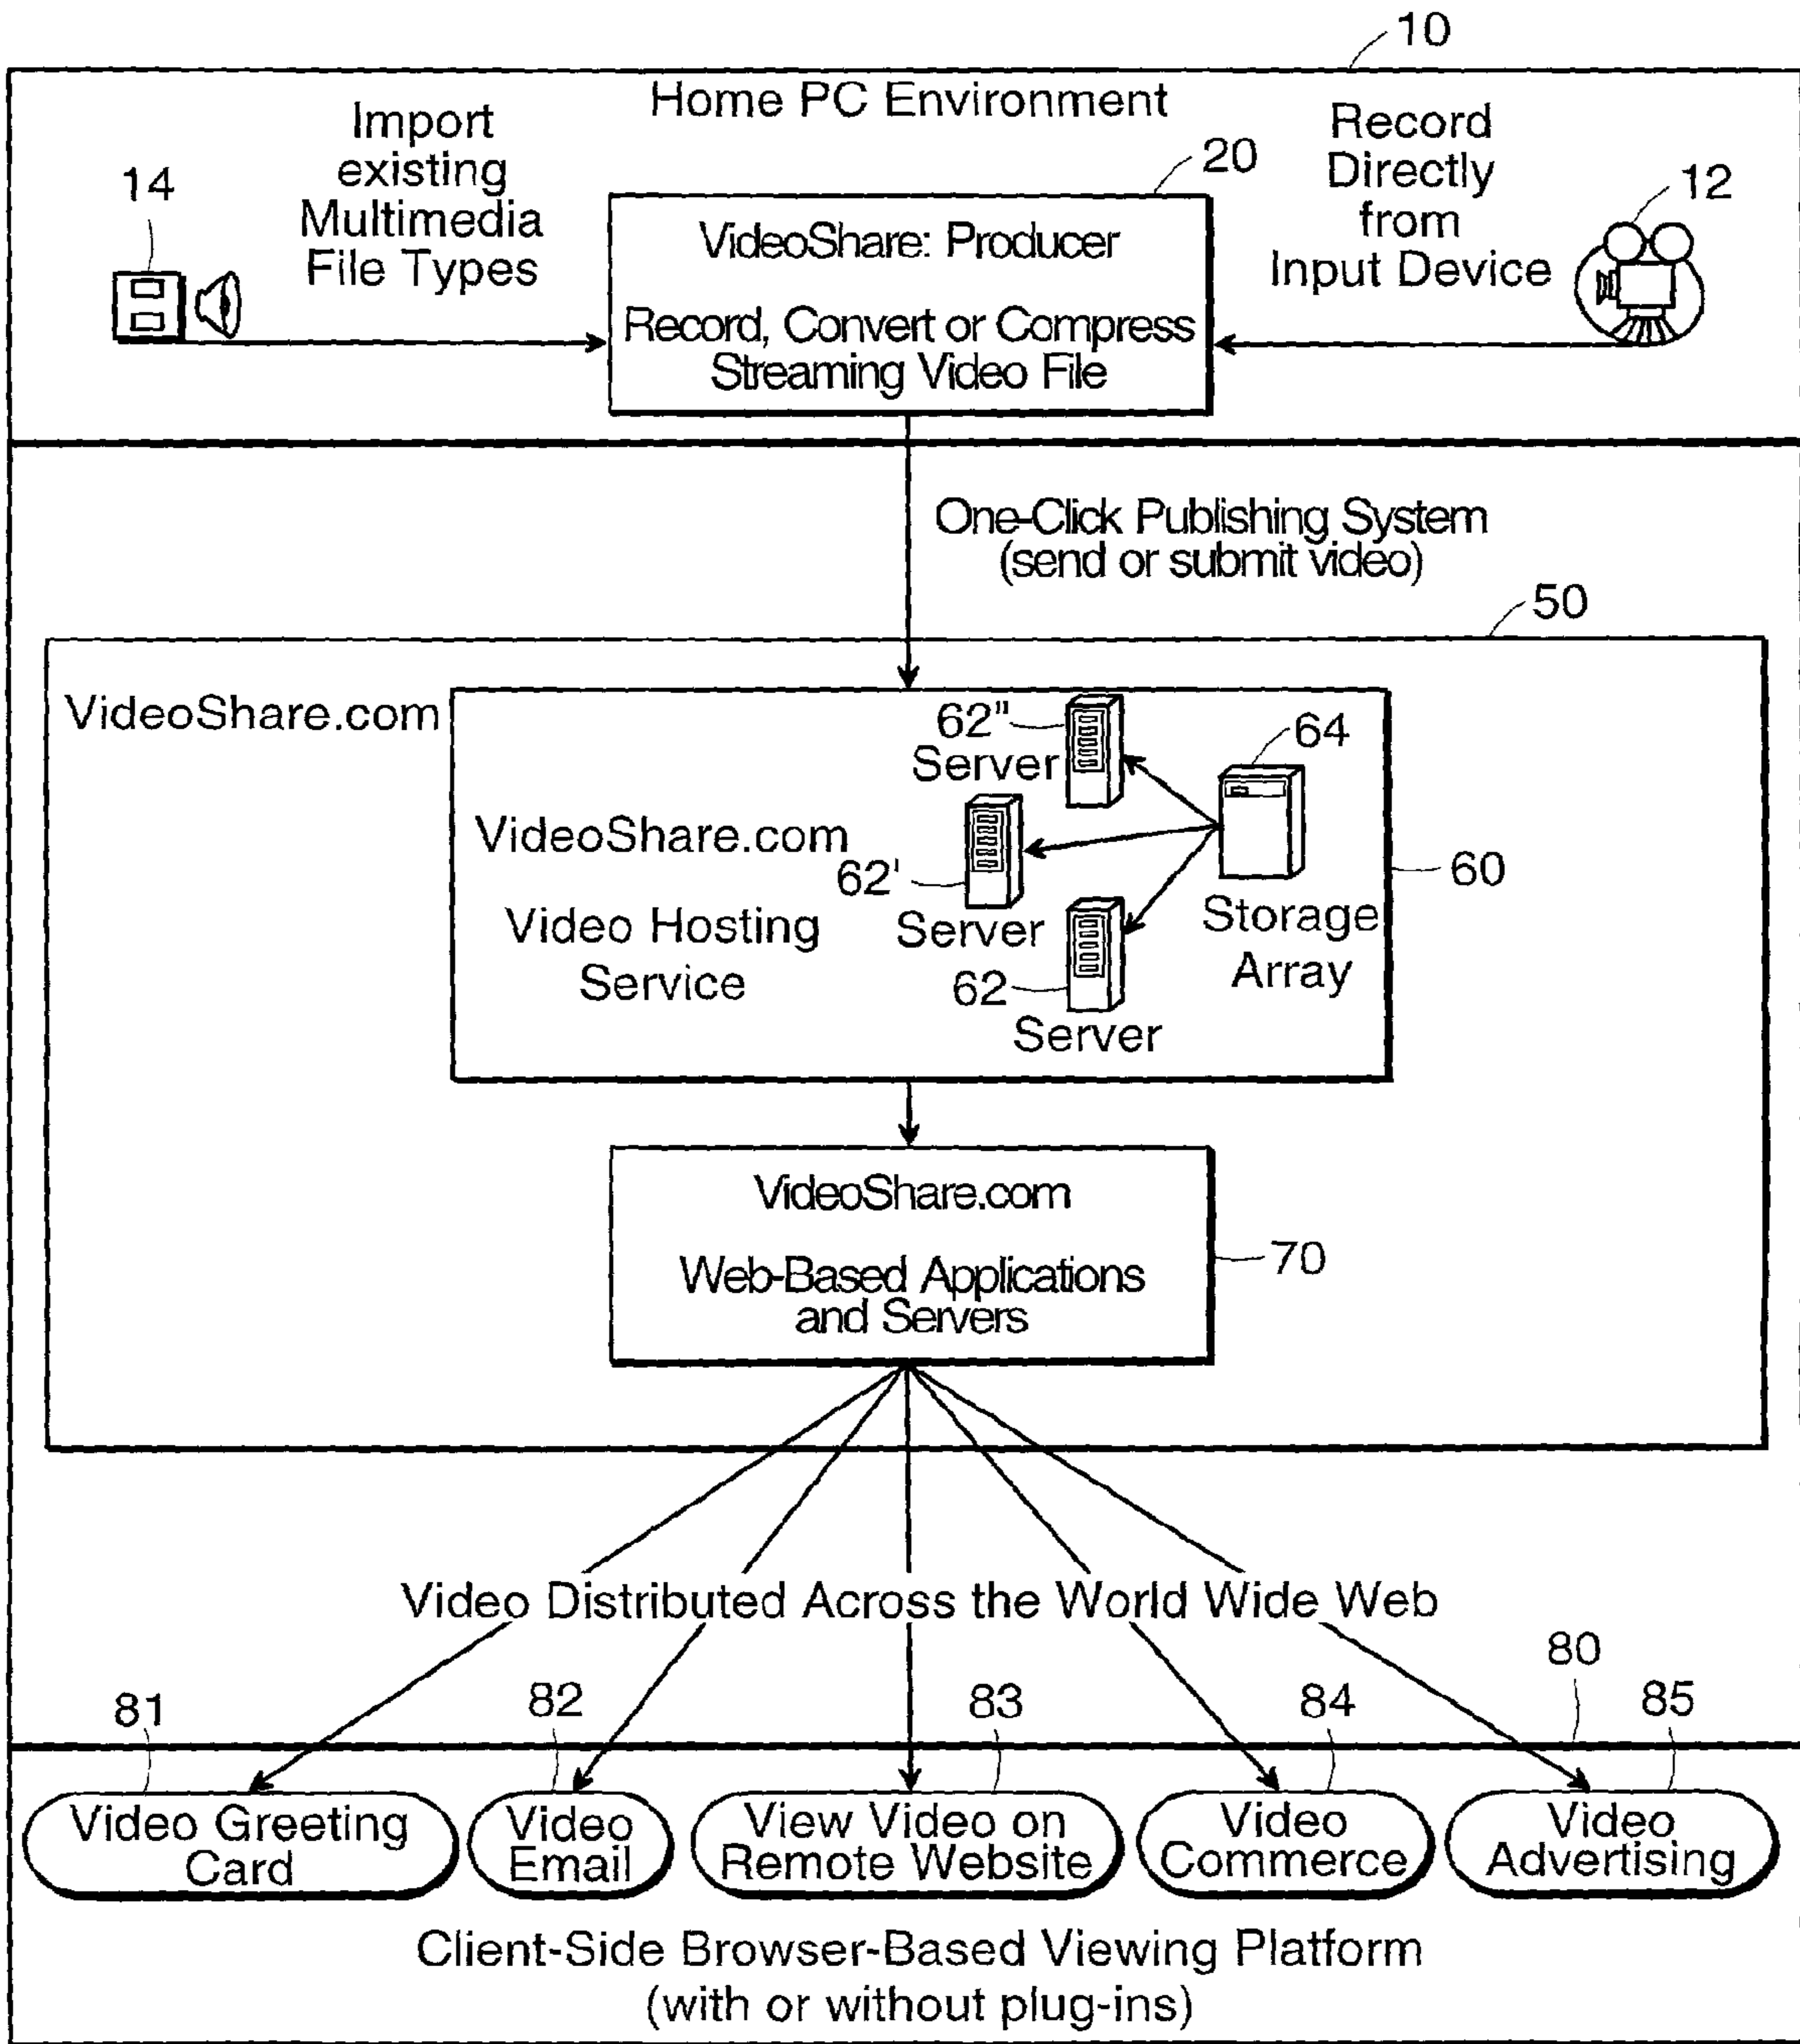 10
Home PC Environment
Import
existing
Multimedia
File Types
14
20
VideoShare: Producer
Record, Convert or Compress
Streaming Video File
Record
Directly
from
Input Device
12
One-Click Publishing System
(send or submit video)
50
VideoShare.com
62"
Server
64
VideoShare.com
62'
Server
60
Video Hosting
Service
Storage
Array
62
Server
VideoShare.com
70
Web-Based Applications
and Servers
Video Distributed Across the World Wide Web
80
81
82
83
84
85
Video Greeting
Card
Video
Email
View Video on
Remote Website
Video
Commerce
Video
Advertising
Client-Side Browser-Based Viewing Platform
(with or without plug-ins)